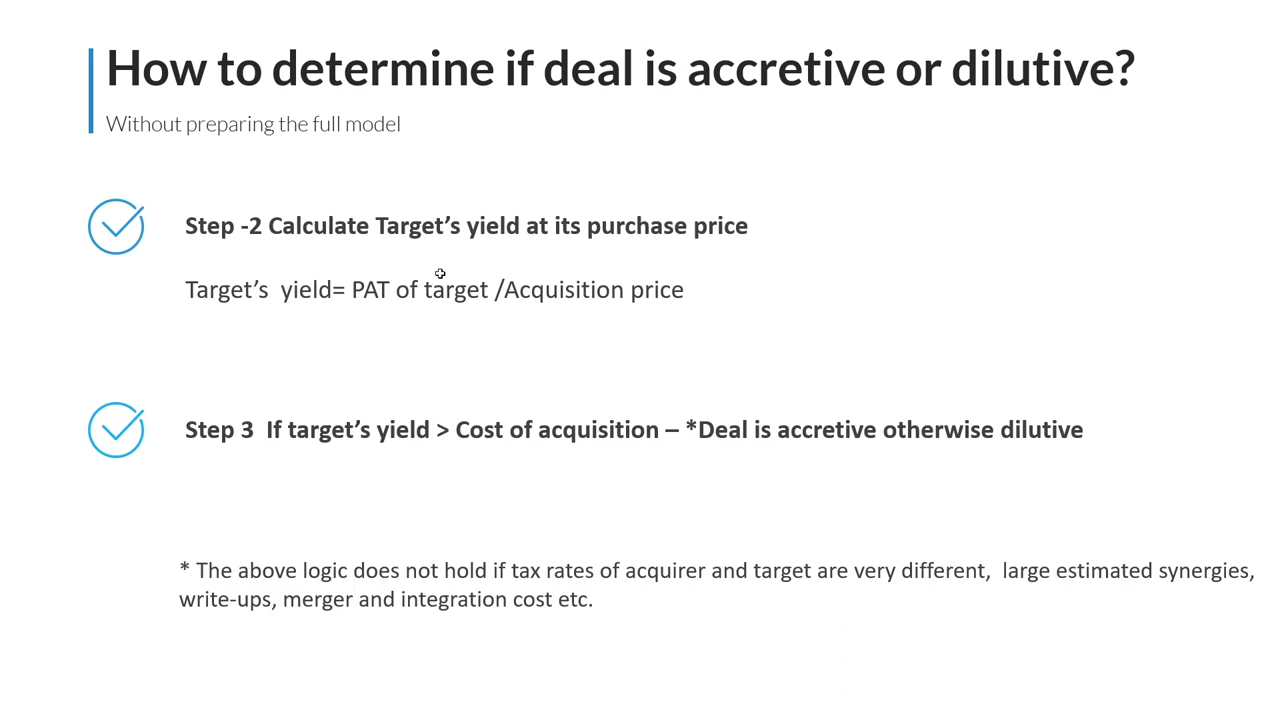 How to determine if deal is accretive or dilutive?
Without preparing the full model
Step -2 Calculate Target’s yield at its purchase price
Target’s  yield= PAT of target /Acquisition price
Step 3  If target’s yield > Cost of acquisition – *Deal is accretive otherwise dilutive
* The above logic does not hold if tax rates of acquirer and target are very different,  large estimated synergies,
write-ups, merger and integration cost etc.